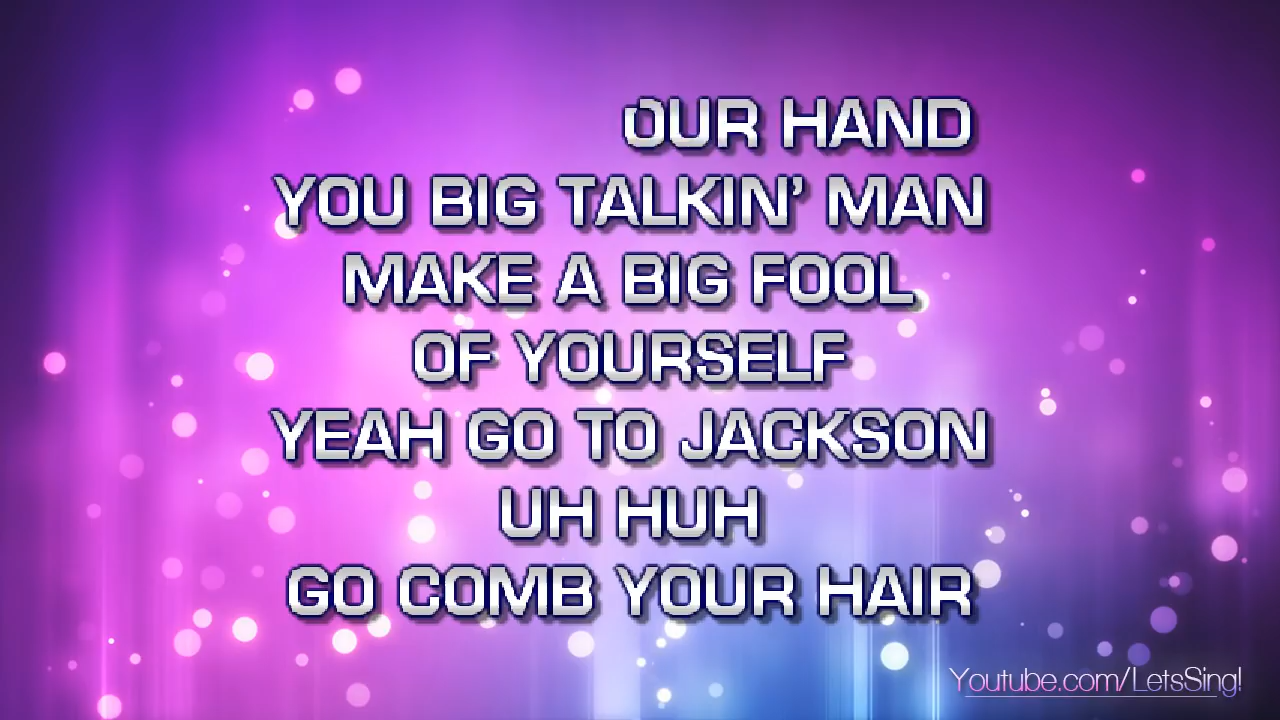 OUR HAND
YOU BIG TALKIN' MAN
MAKE A BIG FOOL
OF YOURSELF
YEAH GO TO JACKSON
UH HUH
GO COMB YOUR HAIR
Youtube.com/LetsSing!